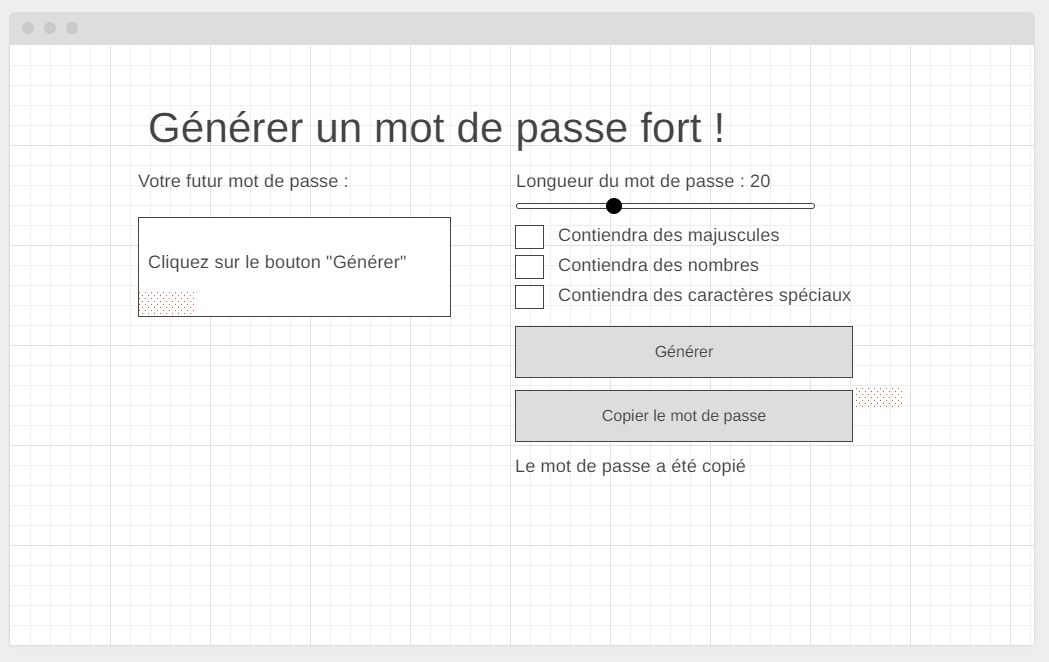 Générer un mot de passe fort !
Votre futur mot de passe :
Cliquez sur le bouton "Générer"
Longueur du mot de passe : 20
Contiendra des majuscules
Contiendra des nombres
Contiendra des caractères spéciaux
Générer
Copier le mot de passe
Le mot de passe a été copié